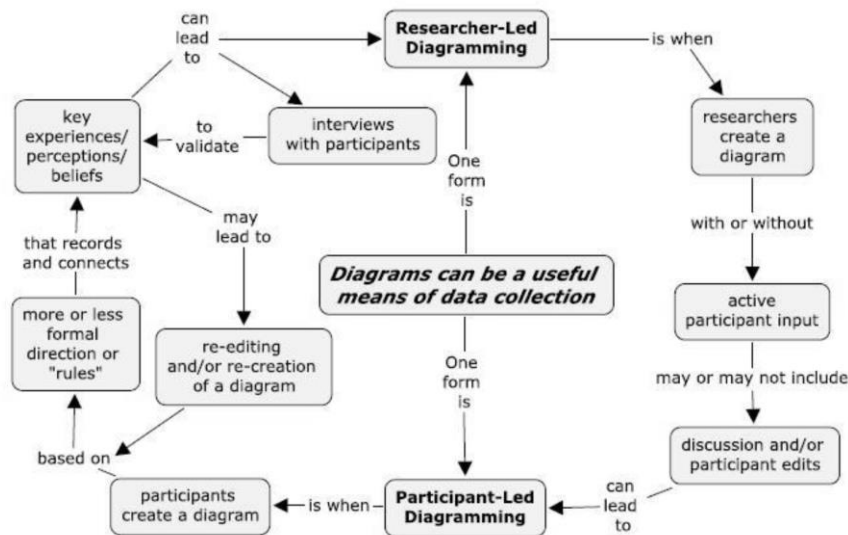 can
lead
to
Researcher-Led
Diagramming
is when
key
experiences/
perceptions/
beliefs
to
validate
interviews
with participants
researchers
create a
diagram
One
form
is
may
lead to
with or without
that records
and connects
Diagrams can be a useful
means of data collection
more or less
formal
direction or
"rules"
re-editing
and/or re-creation
of a diagram
active
participant input
One
form
is
may or may not include
based on
discussion and/or
participant edits
participants
create a diagram
is when
Participant-Led
Diagramming
can
lead
to